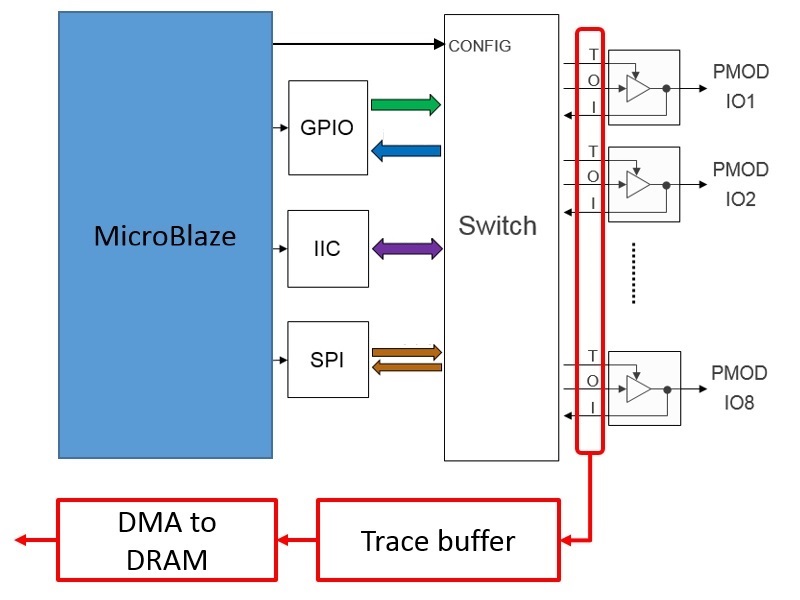 MicroBlaze
CONFIG
GPIO
IIC
SPI
Switch
T
O
I
PMOD
IO1
T
O
I
PMOD
IO2
T
O
I
PMOD
IO8
DMA to
DRAM
Trace buffer